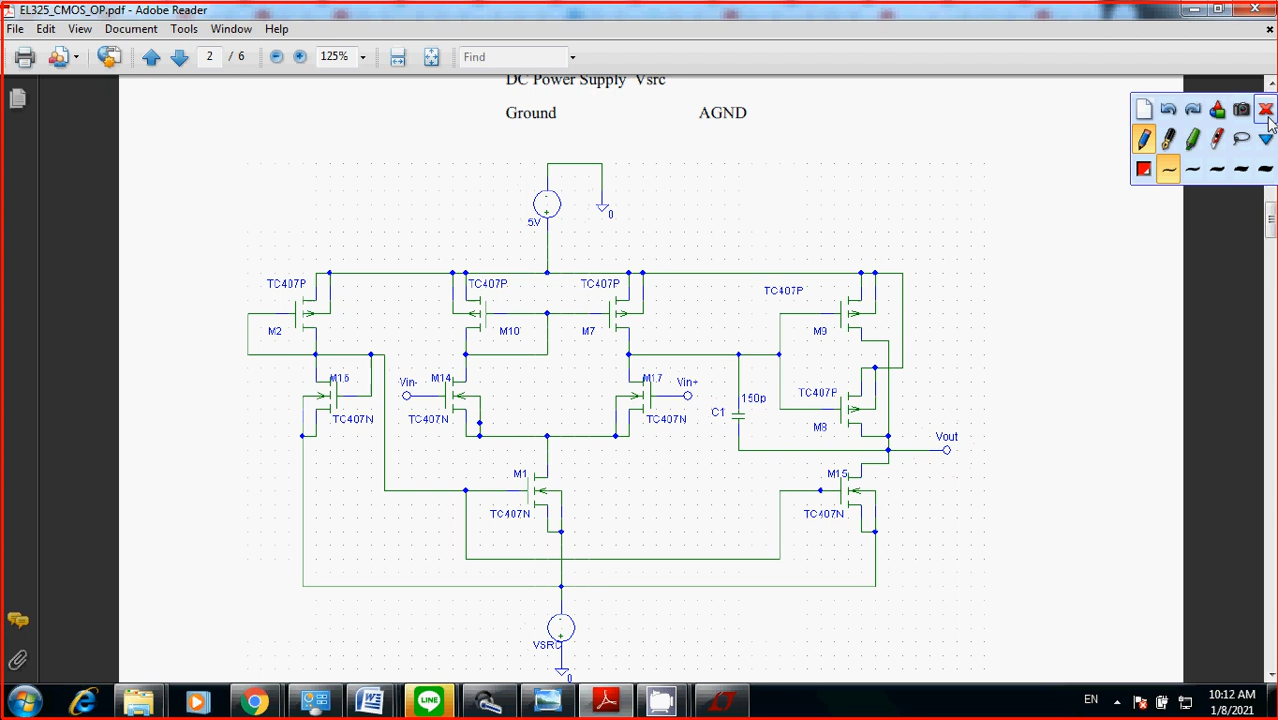 EL325_CMOS_OP.pdf - Adobe Reader
File Edit View Document Tools Window Help
2 / 6 125% Find
DC Power Supply Vsrc
Ground AGND
0
5V
TC407P TC407P TC407P TC407P
M2 M10 M7 M9
M16 Vin- M14 M17 Vin+
TC407N TC407N TC407N
C1 150p
TC407P
M8
Vout
M1 M15
TC407N TC407N
VSRC
0
EN 10:12 AM
1/8/2021
LINE